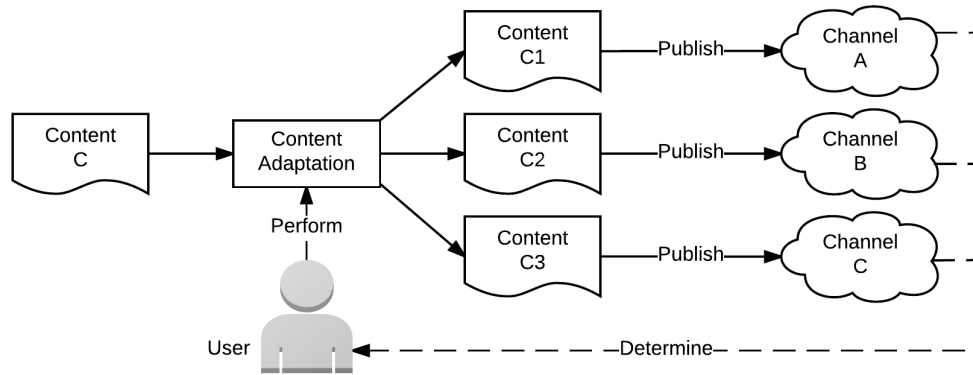 Content
C1
Publish
Channel
A
Content
C
Content
Adaptation
Content
C2
Publish
Channel
B
Perform
Content
C3
Publish
Channel
C
User
Determine